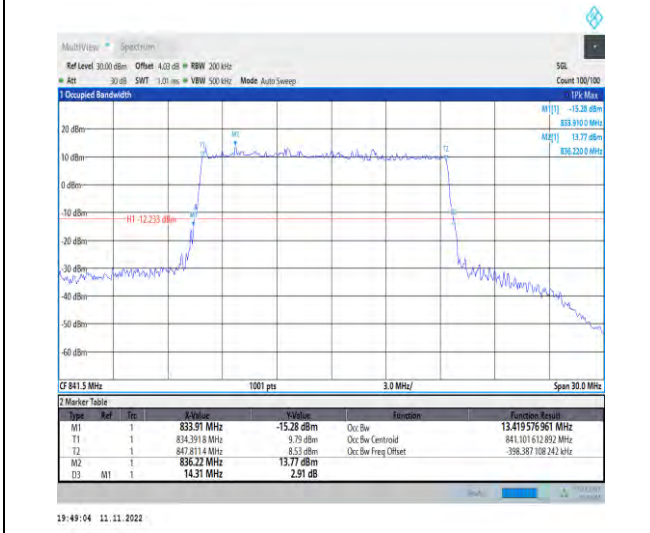 MultiView Spectrum
Ref Level 30.00 dBm Offset 4.03 dB RBW 200 kHz SGL
Att 30 dB SWT 1.01 ms VBW 500 kHz Mode Auto Sweep Count 100/100
1 Occupied Bandwidth 1Pk Max
M1[1] -15.28 dBm
833.9100 MHz
M2[1] 13.77 dBm
836.2200 MHz
M2
T1
T2
20 dBm
10 dBm
0 dBm
-10 dBm
H1 -12.233 dBm
-20 dBm
-30 dBm
-40 dBm
-50 dBm
-60 dBm
CF 841.5 MHz 1001 pts 3.0 MHz/ Span 30.0 MHz
2 Marker Table
Type Ref Trc X-Value Y-Value Function Function Result
M1 1 833.91 MHz -15.28 dBm Occ Bw 13.419 576 961 MHz
T1 1 834.391 8 MHz 9.79 dBm Occ Bw Centroid 841.101 612 892 MHz
T2 1 847.811 4 MHz 8.53 dBm Occ Bw Freq Offset -398.387 108 242 kHz
M2 1 836.22 MHz 13.77 dBm
D3 M1 1 14.31 MHz 2.91 dB
19:49:04 11.11.2022